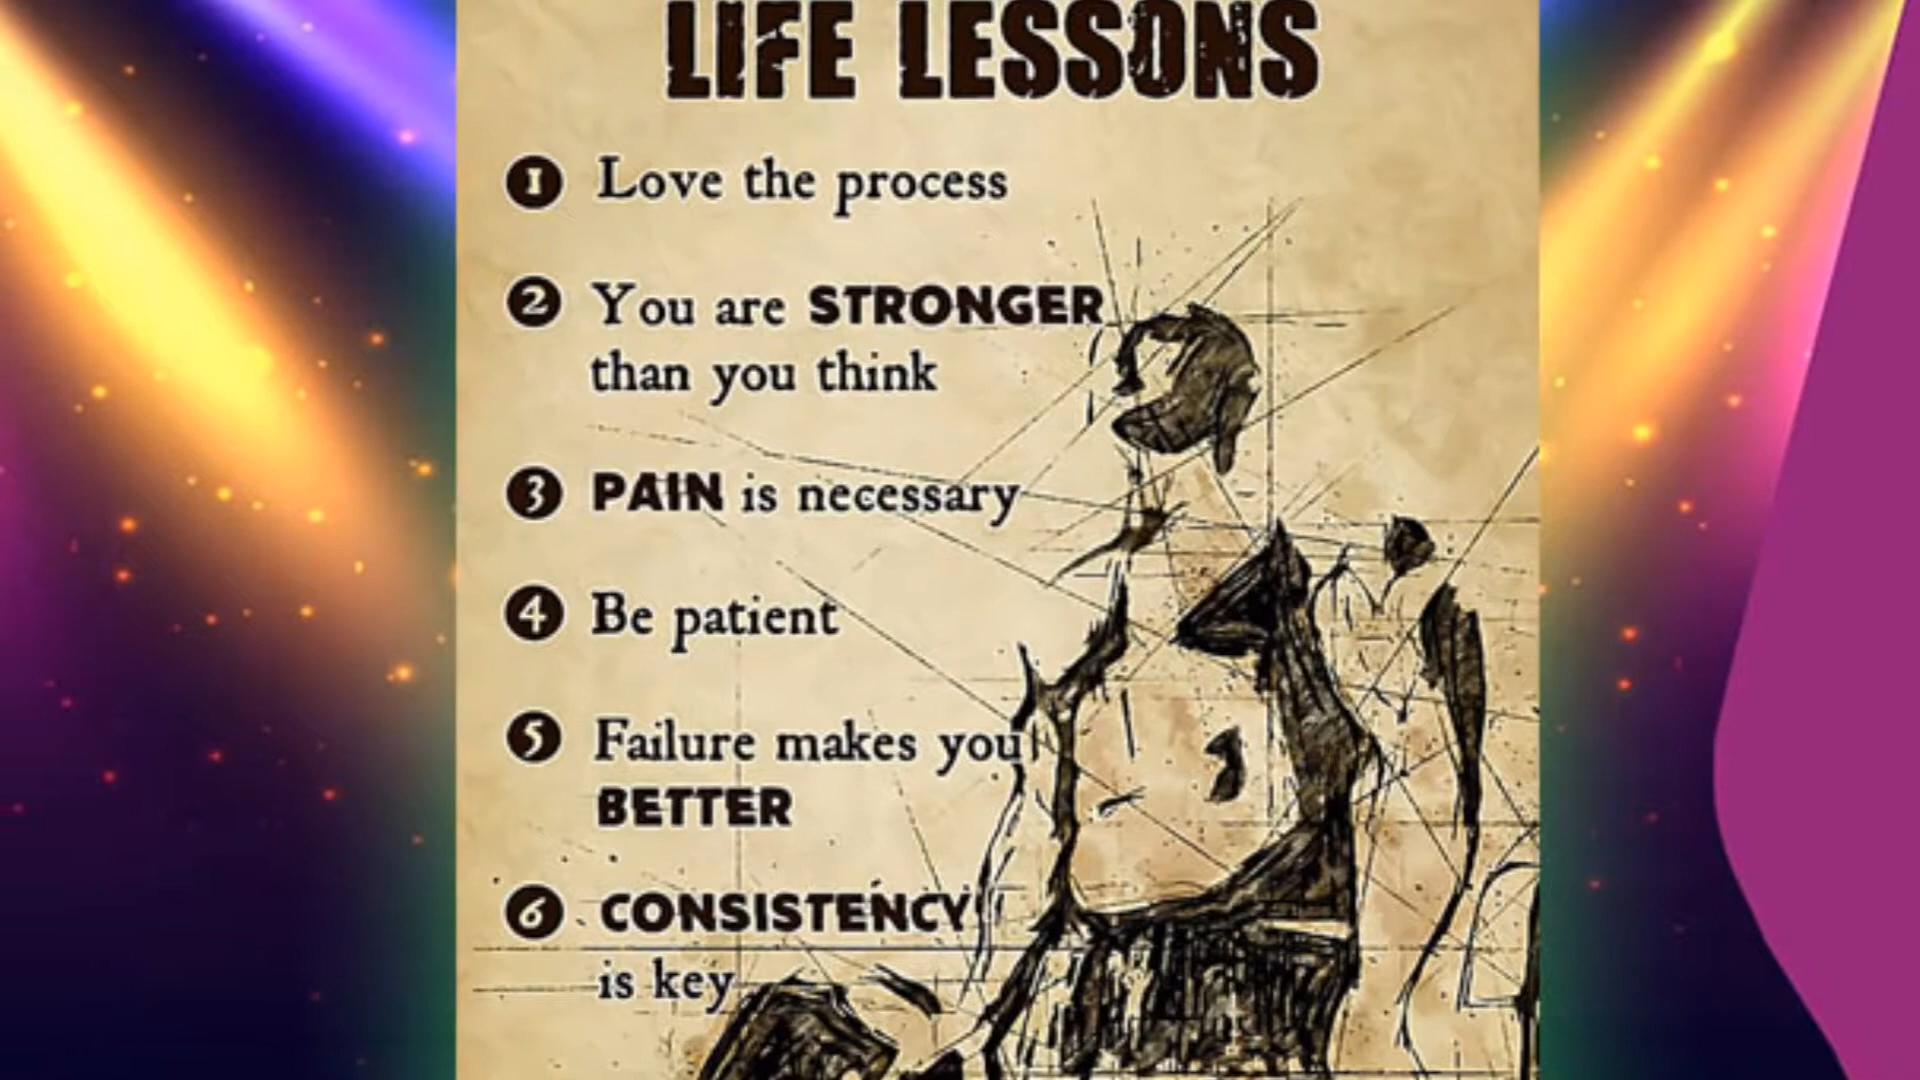 LIFE LESSONS
1 Love the process
2 You are STRONGER
than you think
3 PAIN is necessary
4 Be patient
5 Failure makes you
BETTER
6 CONSISTENCY
is key